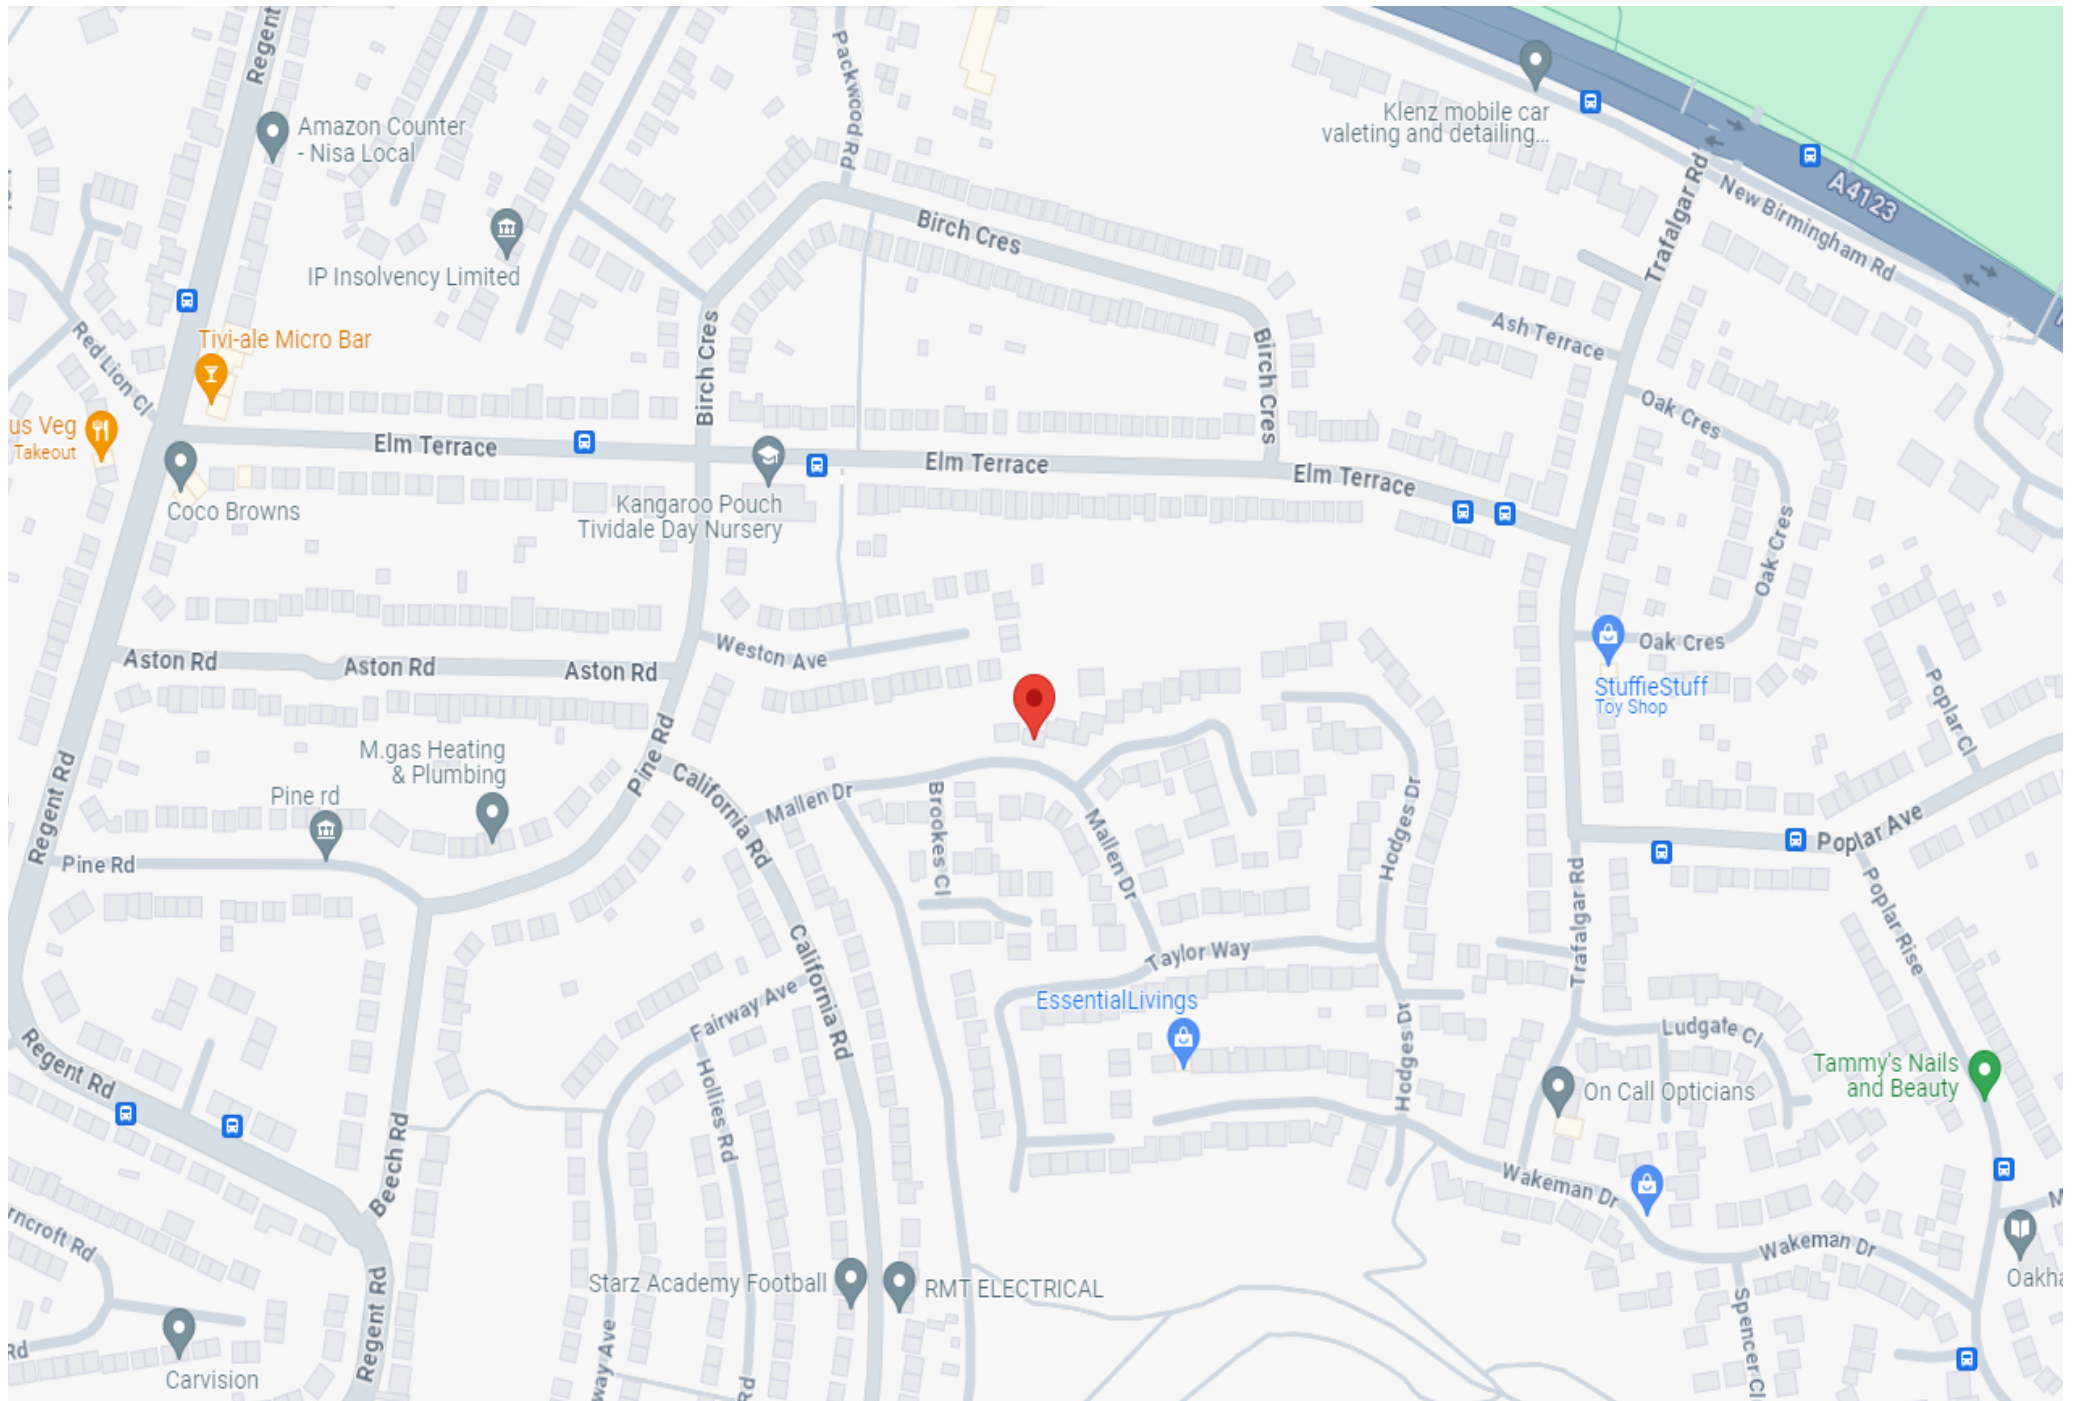 Regent
Packwood Rd
Klenz mobile car
valeting and detailing...
Amazon Counter
- Nisa Local
Trafalgar Rd
A4123
New Birmingham Rd
Birch Cres
IP Insolvency Limited
Red Lion Cl
Tivi-ale Micro Bar
Birch Cres
Birch Cres
Ash Terrace
Oak Cres
us Veg
Takeout
Elm Terrace
Elm Terrace
Elm Terrace
Coco Browns
Kangaroo Pouch
Tividale Day Nursery
Oak Cres
Aston Rd
Aston Rd
Aston Rd
Weston Ave
Oak Cres
StuffieStuff
Toy Shop
Poplar Cl
Pine Rd
M.gas Heating
& Plumbing
Pine rd
Regent Rd
Pine Rd
California Rd
Mallen Dr
Brookes Cl
Mallen Dr
Hodges Dr
Poplar Ave
Trafalgar Rd
Poplar Rise
California Rd
Fairway Ave
Taylor Way
EssentialLivings
Hodges Dr
Ludgate Cl
Regent Rd
Hollies Rd
Tammy's Nails
and Beauty
On Call Opticians
Beech Rd
Wakeman Dr
rncroft Rd
Wakeman Dr
Starz Academy Football
RMT ELECTRICAL
Oakha
Regent Rd
way Ave
Rd
Spencer Cl
Rd
Carvision
M